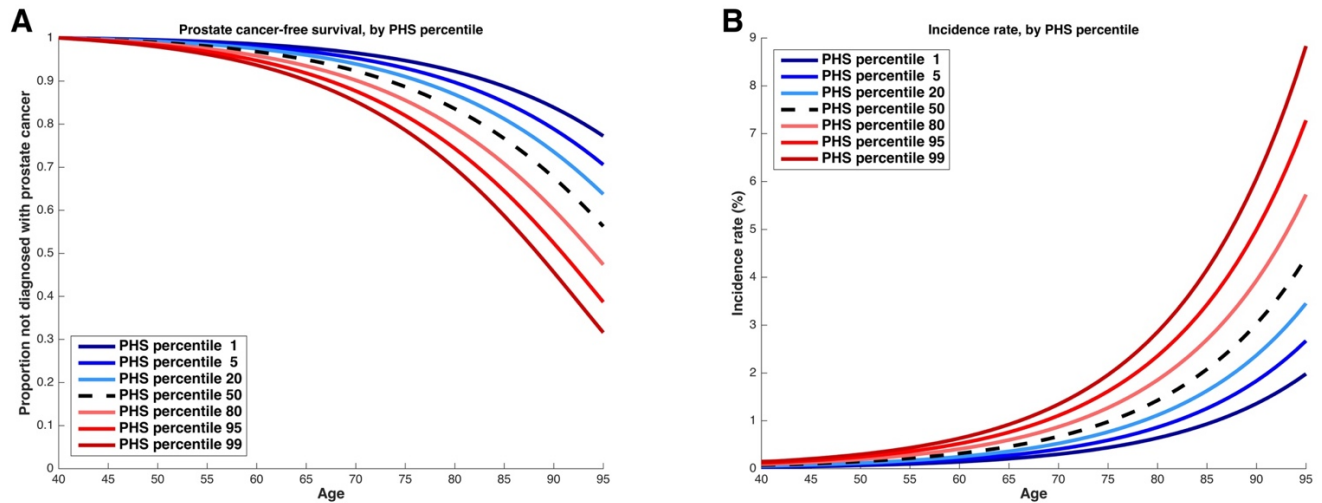 A
Prostate cancer-free survival, by PHS percentile
Proportion not diagnosed with prostate cancer
1
0.9
0.8
0.7
0.6
0.5
0.4
0.3
0.2
0.1
0
PHS percentile 1
PHS percentile 5
PHS percentile 20
PHS percentile 50
PHS percentile 80
PHS percentile 95
PHS percentile 99
40 45 50 55 60 65 70 75 80 85 90 95
Age
B
Incidence rate, by PHS percentile
Incidence rate (%)
9
8
7
6
5
4
3
2
1
0
PHS percentile 1
PHS percentile 5
PHS percentile 20
PHS percentile 50
PHS percentile 80
PHS percentile 95
PHS percentile 99
40 45 50 55 60 65 70 75 80 85 90 95
Age